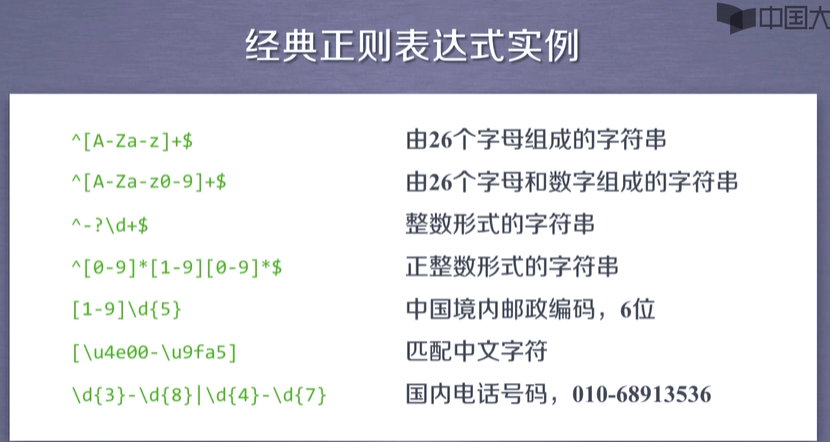 中国大
经典正则表达式实例
^[A-Za-z]+$ 由26个字母组成的字符串
^[A-Za-z0-9]+$ 由26个字母和数字组成的字符串
^-?\d+$ 整数形式的字符串
^[0-9]*[1-9][0-9]*$ 正整数形式的字符串
[1-9]\d{5} 中国境内邮政编码，6位
[\u4e00-\u9fa5] 匹配中文字符
\d{3}-\d{8}|\d{4}-\d{7} 国内电话号码，010-68913536